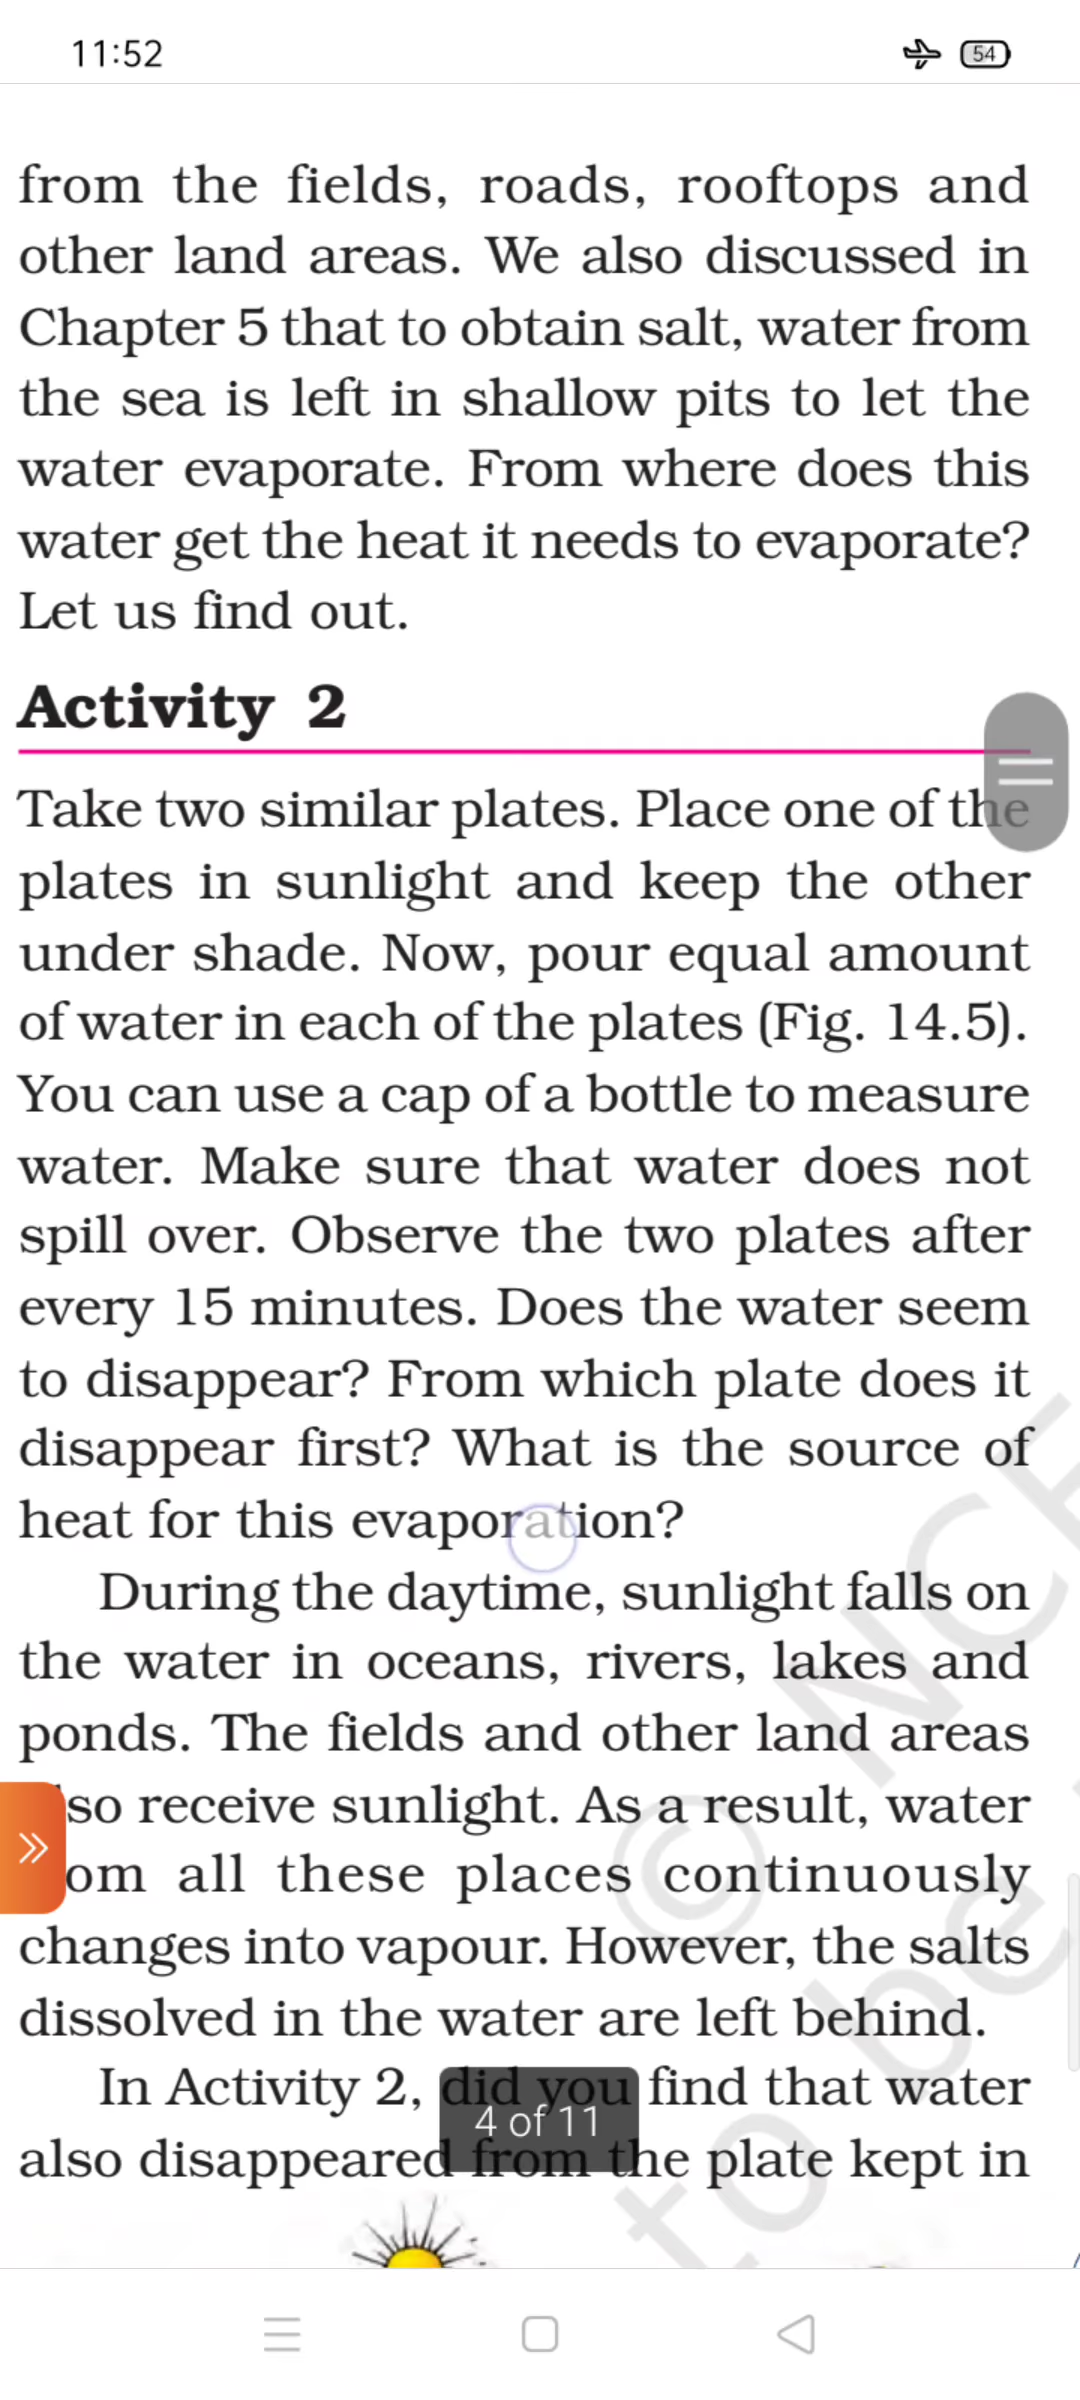 11:52
54
from the fields, roads, rooftops and
other land areas. We also discussed in
Chapter 5 that to obtain salt, water from
the sea is left in shallow pits to let the
water evaporate. From where does this
water get the heat it needs to evaporate?
Let us find out.
Activity 2
Take two similar plates. Place one of the
plates in sunlight and keep the other
under shade. Now, pour equal amount
of water in each of the plates (Fig. 14.5).
You can use a cap of a bottle to measure
water. Make sure that water does not
spill over. Observe the two plates after
every 15 minutes. Does the water seem
to disappear? From which plate does it
disappear first? What is the source of
heat for this evaporation?
During the daytime, sunlight falls on
the water in oceans, rivers, lakes and
ponds. The fields and other land areas
so receive sunlight. As a result, water
om all these places continuously
changes into vapour. However, the salts
dissolved in the water are left behind.
In Activity 2, did you find that water
4 of 11
also disappeared from the plate kept in
© NCE
to be